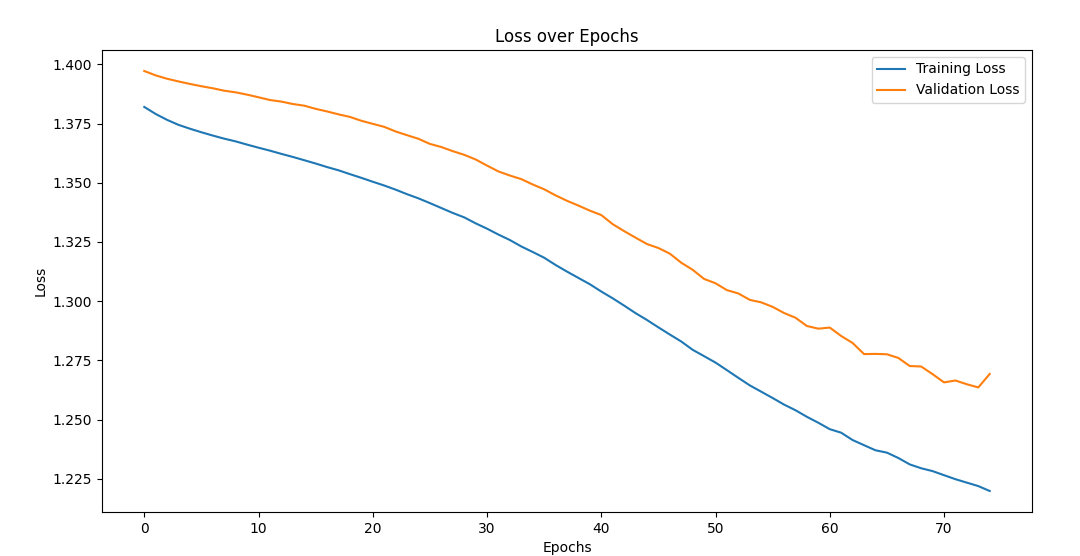 Loss over Epochs
Training Loss
Validation Loss
1.400
1.375
1.350
1.325
1.300
1.275
1.250
1.225
Loss
0 10 20 30 40 50 60 70
Epochs